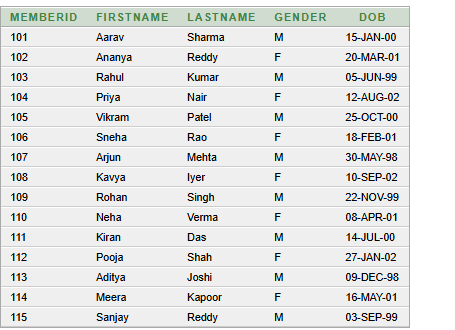 MEMBERID FIRSTNAME LASTNAME GENDER DOB
101 Aarav Sharma M 15-JAN-00
102 Ananya Reddy F 20-MAR-01
103 Rahul Kumar M 05-JUN-99
104 Priya Nair F 12-AUG-02
105 Vikram Patel M 25-OCT-00
106 Sneha Rao F 18-FEB-01
107 Arjun Mehta M 30-MAY-98
108 Kavya Iyer F 10-SEP-02
109 Rohan Singh M 22-NOV-99
110 Neha Verma F 08-APR-01
111 Kiran Das M 14-JUL-00
112 Pooja Shah F 27-JAN-02
113 Aditya Joshi M 09-DEC-98
114 Meera Kapoor F 16-MAY-01
115 Sanjay Reddy M 03-SEP-99